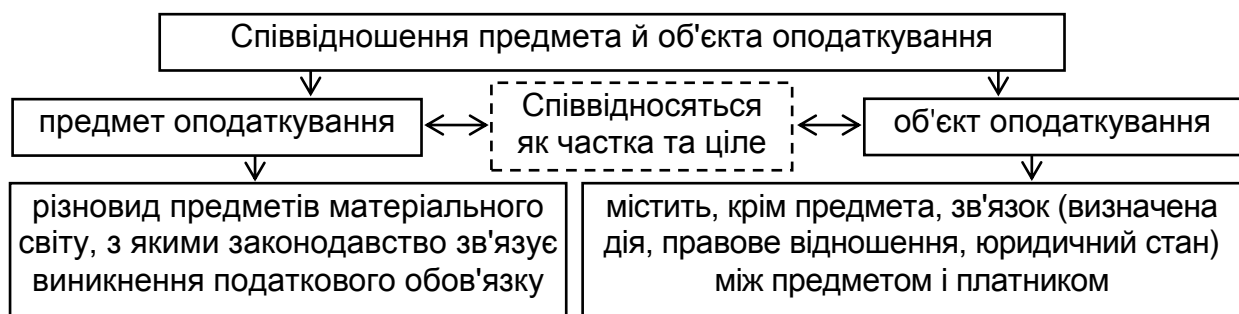 Співвідношення предмета й об'єкта оподаткування
предмет оподаткування
Співвідносяться
як частка та ціле
об'єкт оподаткування
різновид предметів матеріального
світу, з якими законодавство зв'язує
виникнення податкового обов'язку
містить, крім предмета, зв'язок (визначена
дія, правове відношення, юридичний стан)
між предметом і платником